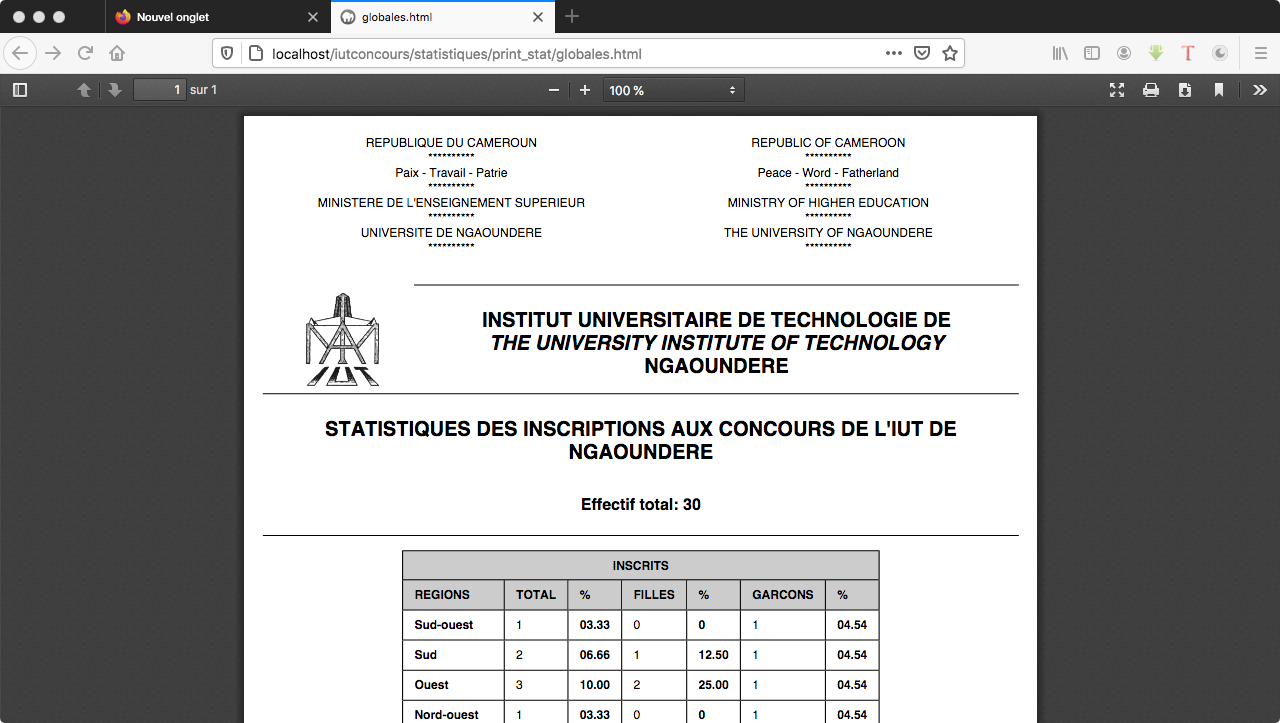 Nouvel onglet
globales.html
localhost/iutconcours/statistiques/print_stat/globales.html
1 sur 1
100 %
REPUBLIQUE DU CAMEROUN
**********
Paix - Travail - Patrie
**********
MINISTERE DE L'ENSEIGNEMENT SUPERIEUR
**********
UNIVERSITE DE NGAOUNDERE
**********
REPUBLIC OF CAMEROON
**********
Peace - Word - Fatherland
**********
MINISTRY OF HIGHER EDUCATION
**********
THE UNIVERSITY OF NGAOUNDERE
**********
IUT
INSTITUT UNIVERSITAIRE DE TECHNOLOGIE DE
THE UNIVERSITY INSTITUTE OF TECHNOLOGY
NGAOUNDERE
STATISTIQUES DES INSCRIPTIONS AUX CONCOURS DE L'IUT DE
NGAOUNDERE
Effectif total: 30
INSCRITS
REGIONS TOTAL % FILLES % GARCONS %
Sud-ouest 1 03.33 0 0 1 04.54
Sud 2 06.66 1 12.50 1 04.54
Ouest 3 10.00 2 25.00 1 04.54
Nord-ouest 1 03.33 0 0 1 04.54